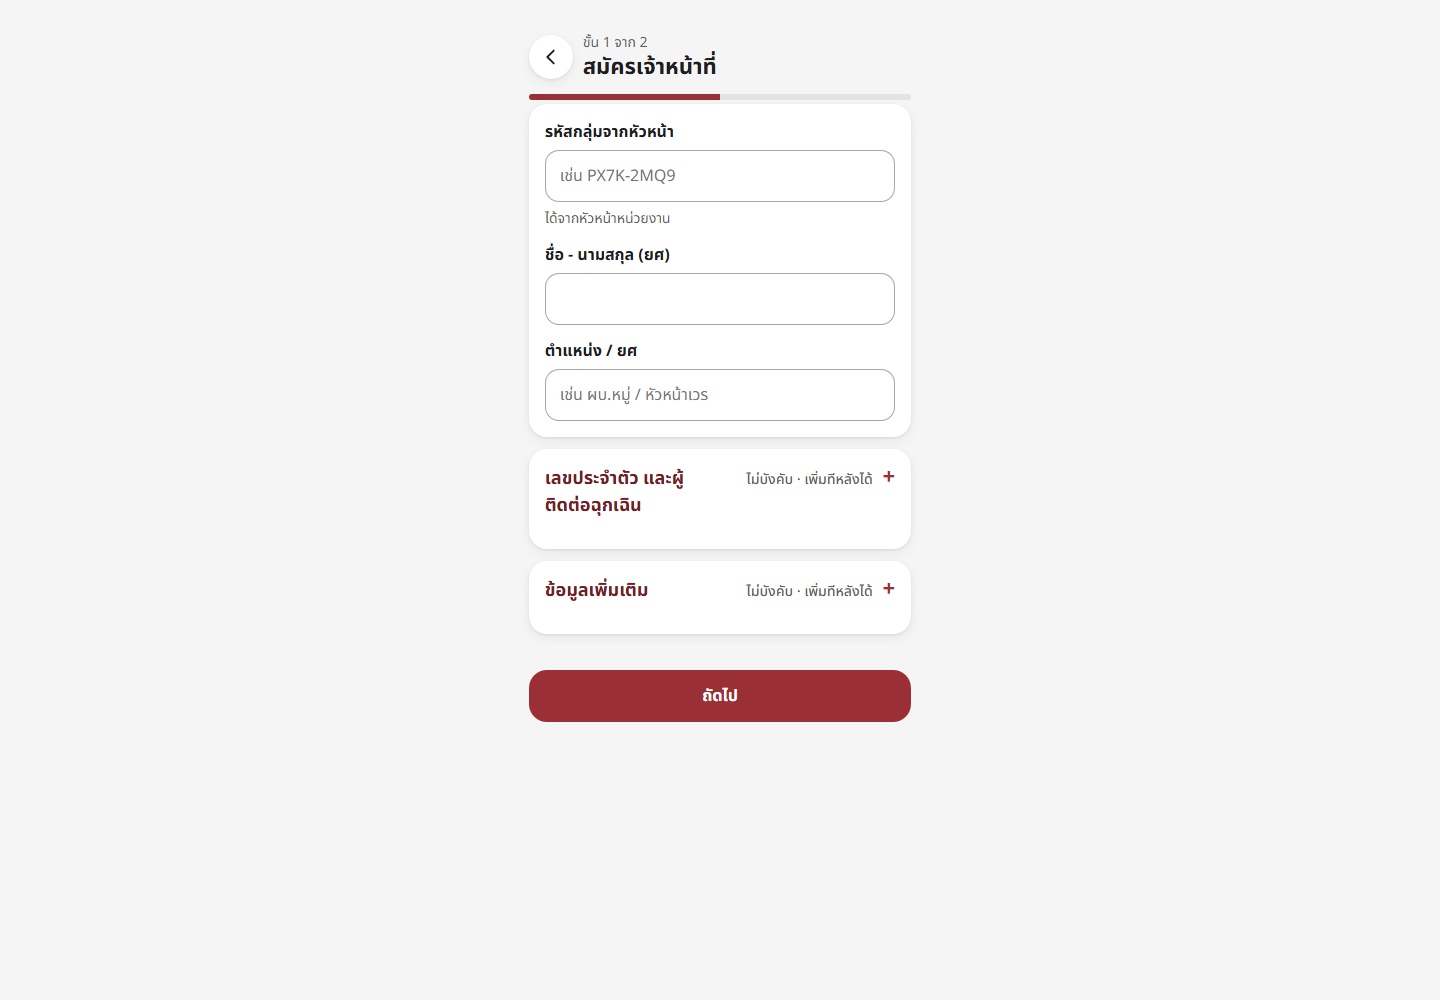 ขั้น 1 จาก 2
สมัครเจ้าหน้าที่
รหัสกลุ่มจากหัวหน้า
เช่น PX7K-2MQ9
ได้จากหัวหน้าหน่วยงาน
ชื่อ - นามสกุล (ยศ)
ตำแหน่ง / ยศ
เช่น ผบ.หมู่ / หัวหน้าเวร
เลขประจำตัว และผู้
ติดต่อฉุกเฉิน
ไม่บังคับ · เพิ่มทีหลังได้ +
ข้อมูลเพิ่มเติม
ไม่บังคับ · เพิ่มทีหลังได้ +
ถัดไป